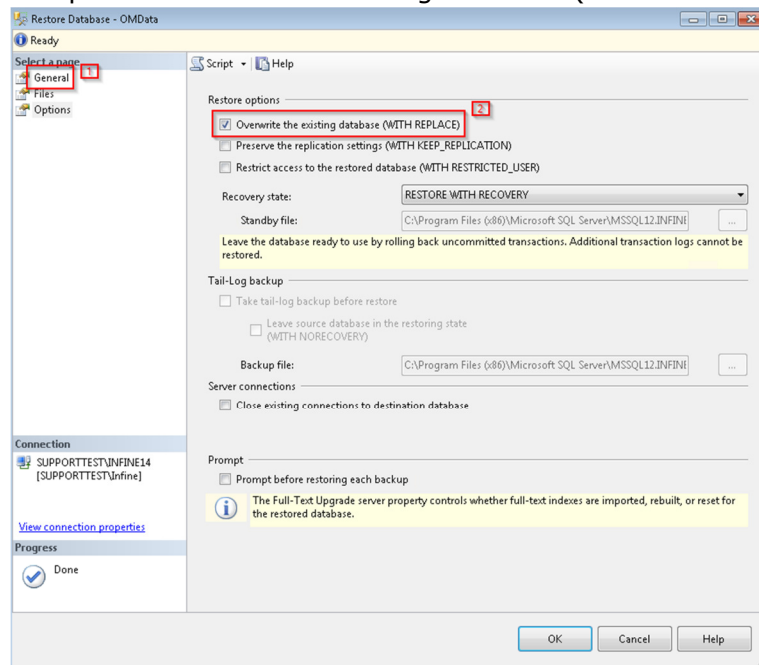 Restore Database - OMData
Ready
Select a page
General
1
Files
Options
Script
Help
Restore options
2
Overwrite the existing database (WITH REPLACE)
Preserve the replication settings (WITH KEEP_REPLICATION)
Restrict access to the restored database (WITH RESTRICTED_USER)
Recovery state:
RESTORE WITH RECOVERY
Standby file:
C:\Program Files (x86)\Microsoft SQL Server\MSSQL12.INFINE
...
Leave the database ready to use by rolling back uncommitted transactions. Additional transaction logs cannot be
restored.
Tail-Log backup
Take tail-log backup before restore
Leave source database in the restoring state
(WITH NORECOVERY)
Backup file:
C:\Program Files (x86)\Microsoft SQL Server\MSSQL12.INFINE
...
Server connections
Close existing connections to destination database
Connection
SUPPORTTEST\INFINE14
[SUPPORTTEST\Infine]
View connection properties
Progress
Done
Prompt
Prompt before restoring each backup
The Full-Text Upgrade server property controls whether full-text indexes are imported, rebuilt, or reset for
the restored database.
OK
Cancel
Help